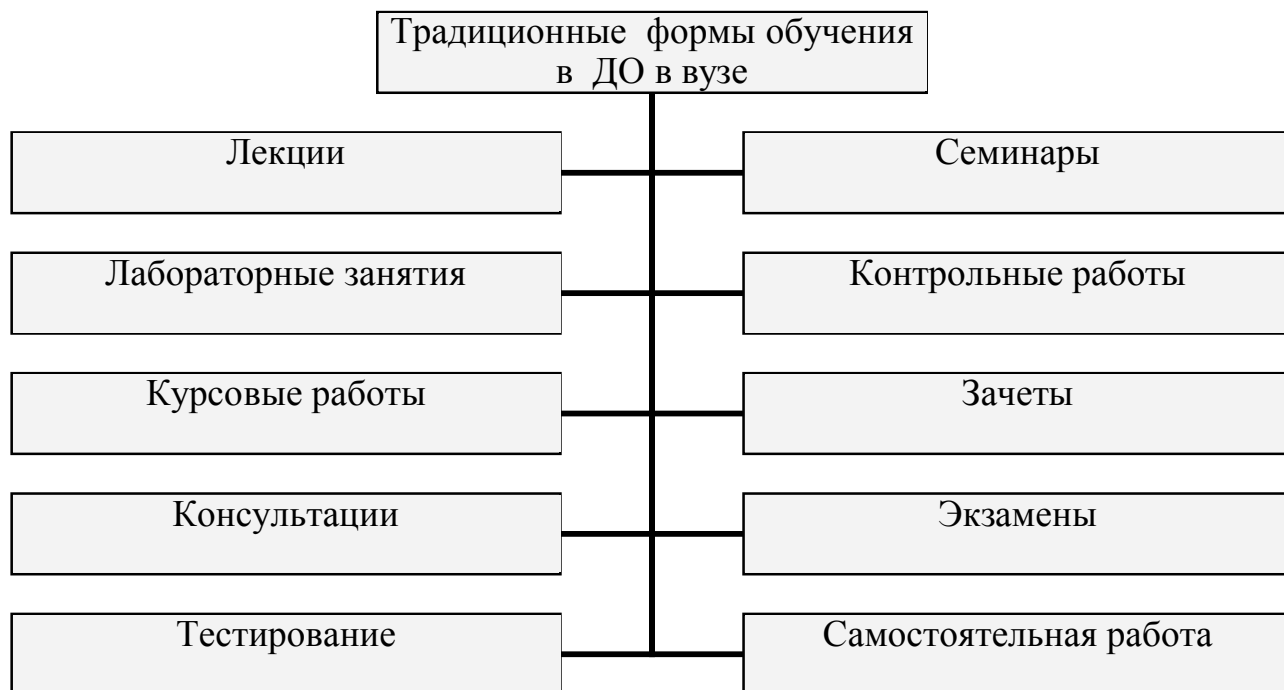 Традиционные формы обучения
в ДО в вузе
Лекции
Семинары
Лабораторные занятия
Контрольные работы
Курсовые работы
Зачеты
Консультации
Экзамены
Тестирование
Самостоятельная работа